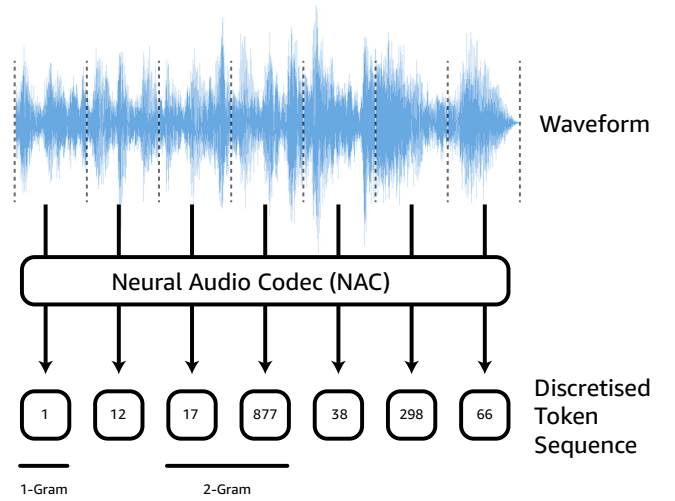 Waveform
Neural Audio Codec (NAC)
1 12 17 877 38 298 66
Discretised
Token
Sequence
1-Gram 2-Gram